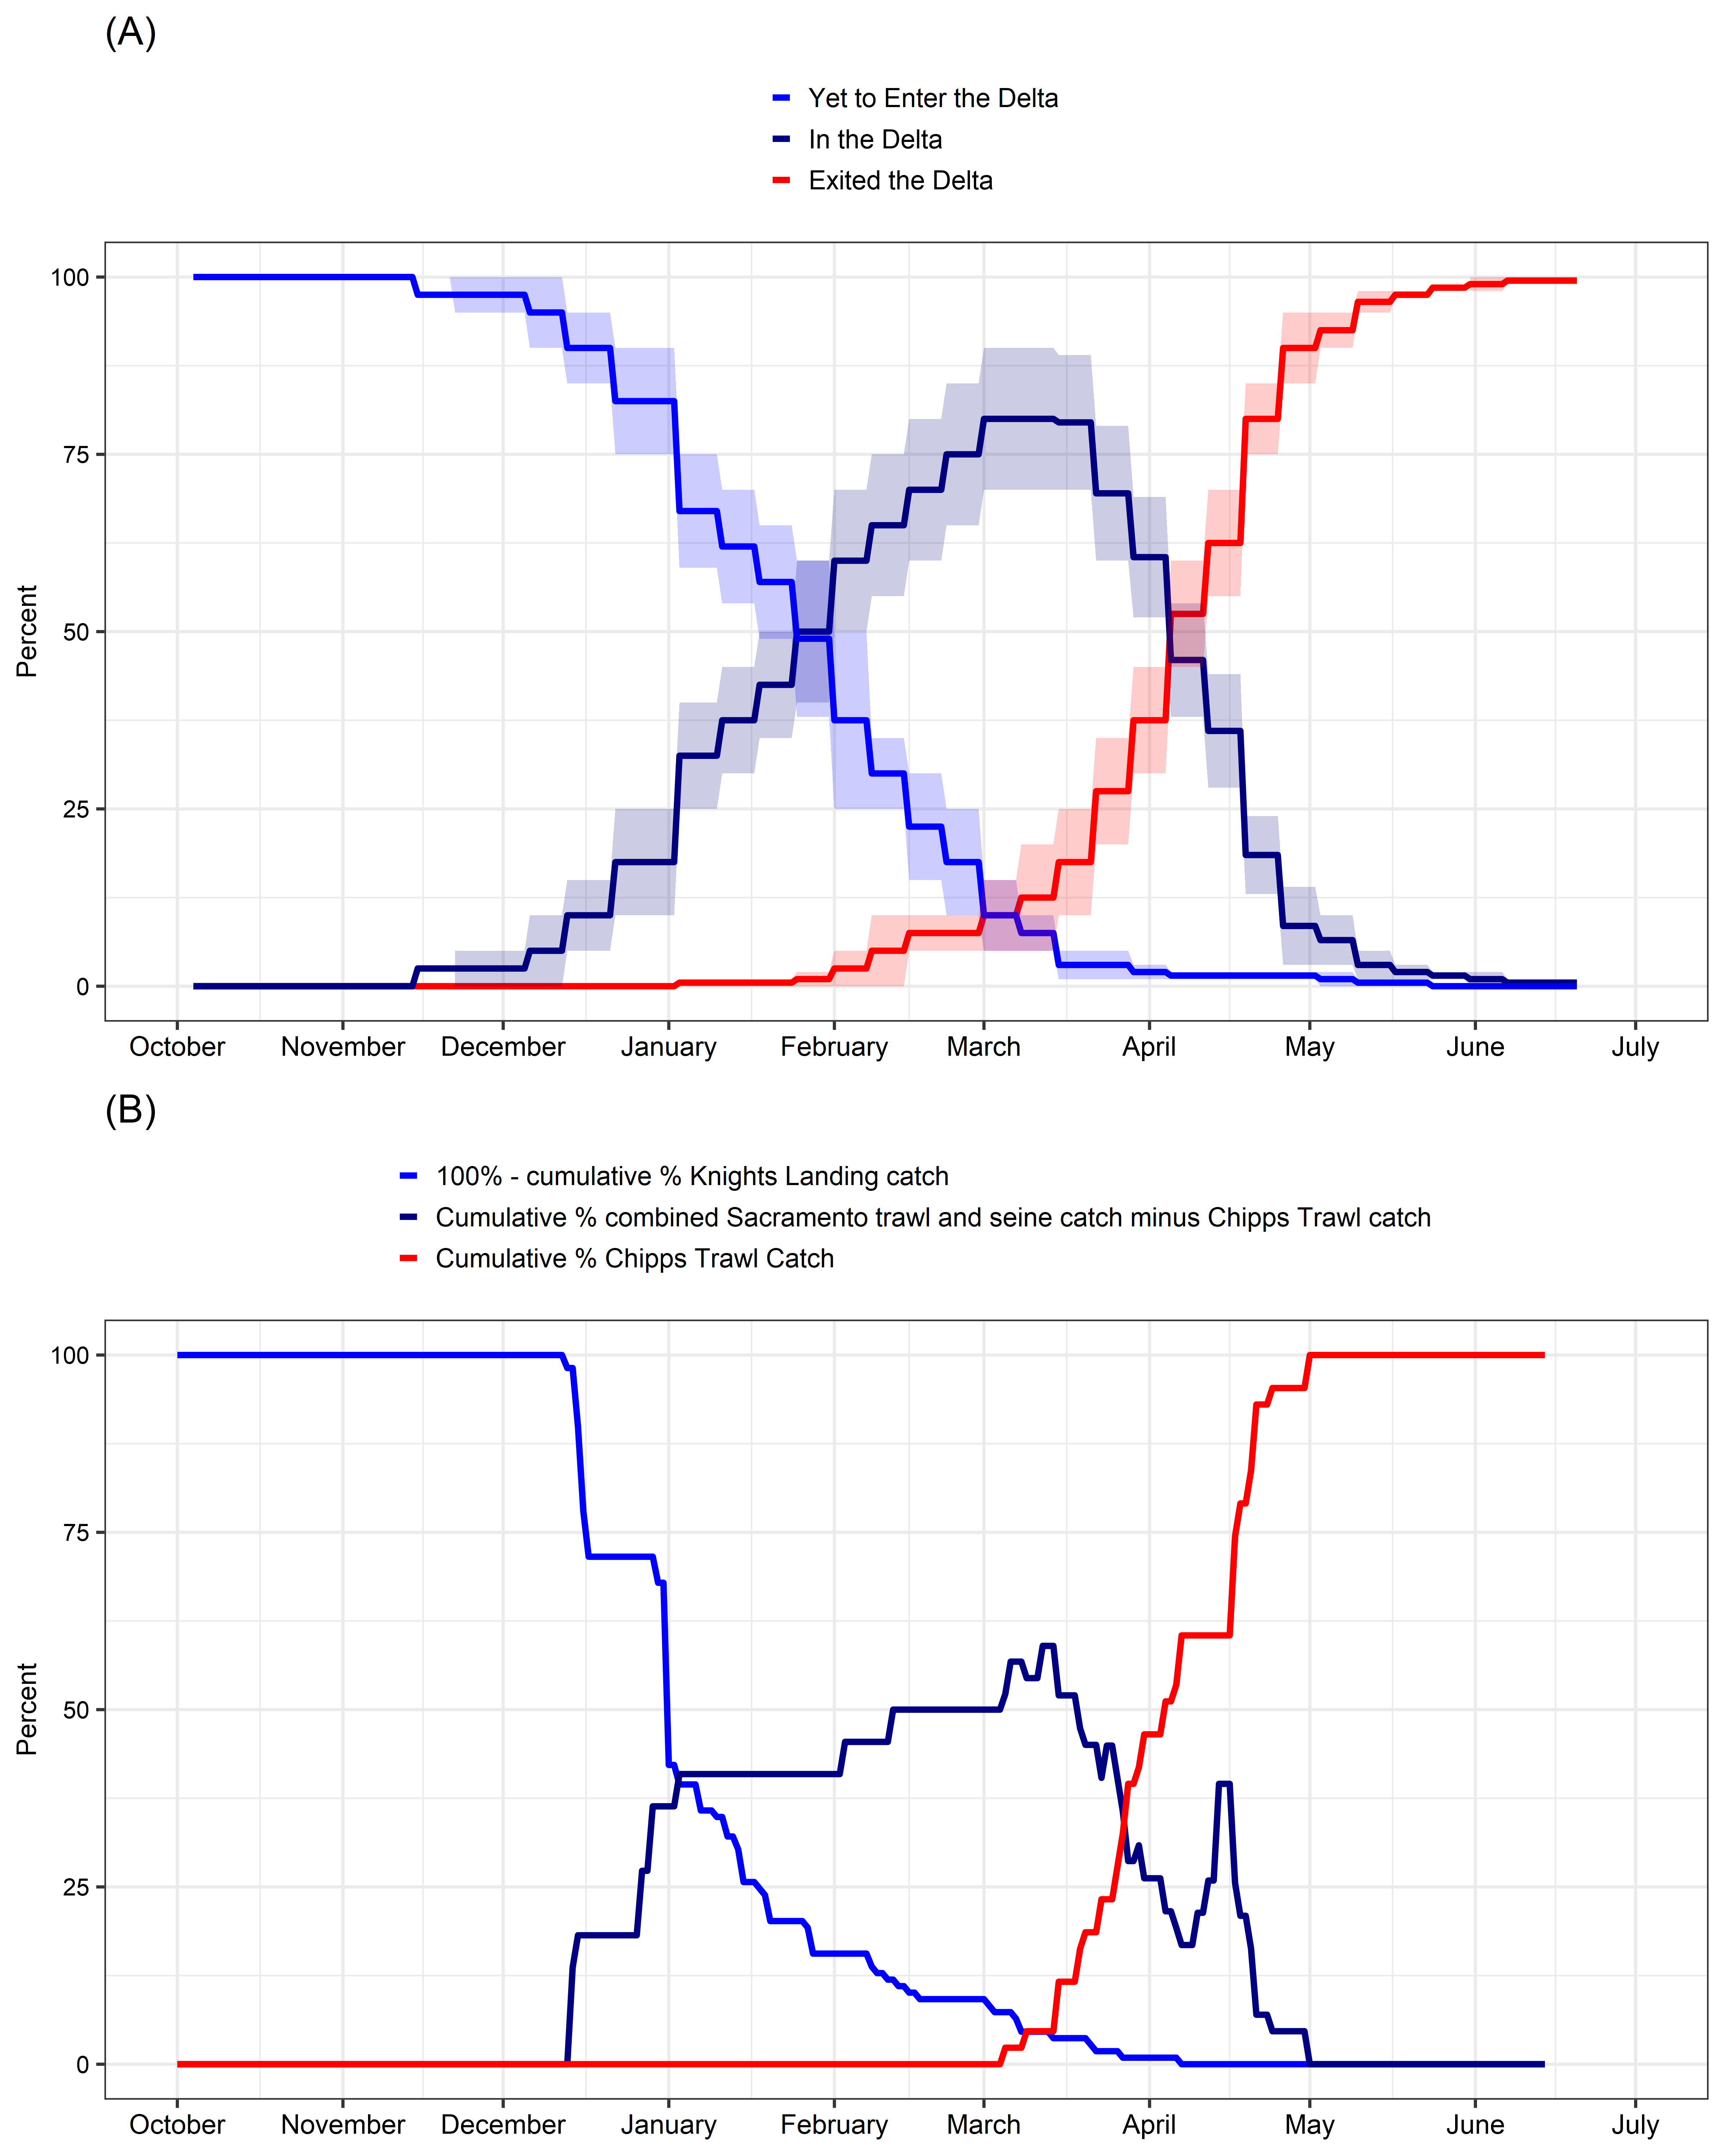 (A)
Yet to Enter the Delta
In the Delta
Exited the Delta
Percent
100
75
50
25
0
October November December January February March April May June July
(B)
100% - cumulative % Knights Landing catch
Cumulative % combined Sacramento trawl and seine catch minus Chipps Trawl catch
Cumulative % Chipps Trawl Catch
Percent
100
75
50
25
0
October November December January February March April May June July